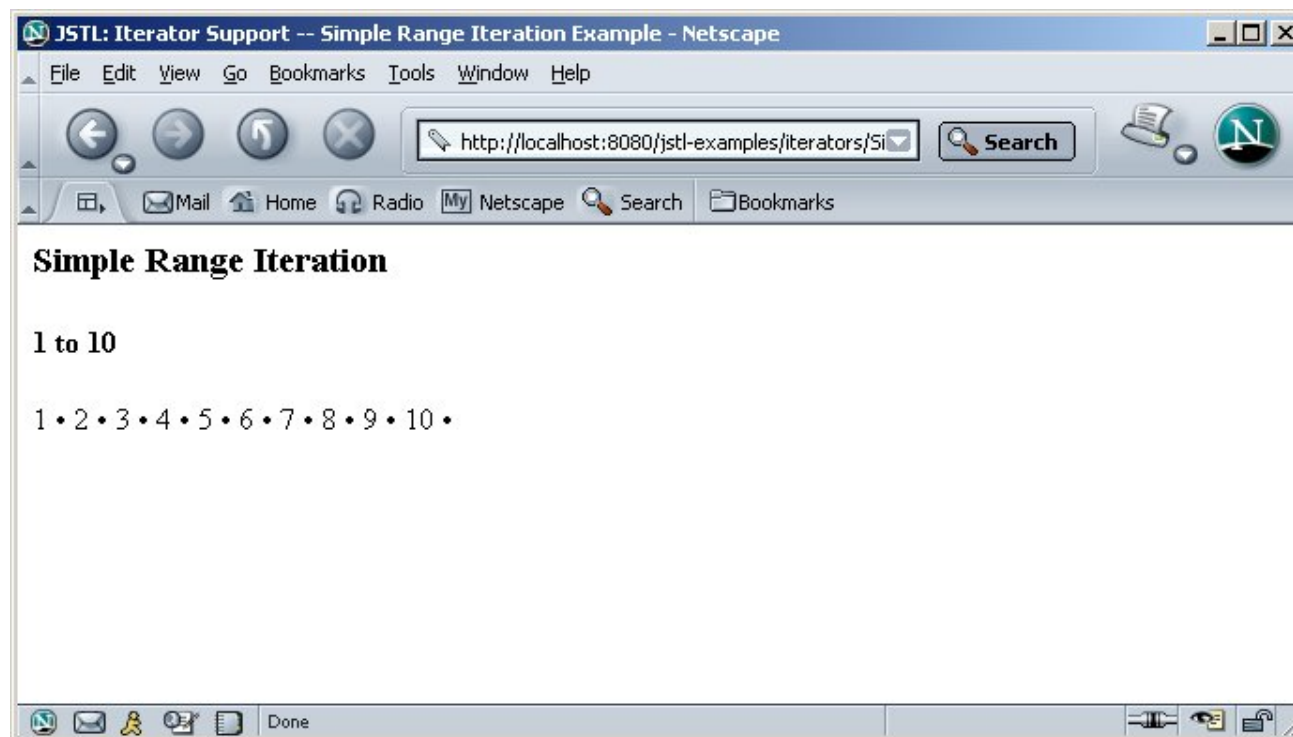 JSTL: Iterator Support -- Simple Range Iteration Example - Netscape
File Edit View Go Bookmarks Tools Window Help
http://localhost:8080/jstl-examples/iterators/Si Search N
Mail Home Radio My Netscape Search Bookmarks
Simple Range Iteration
1 to 10
1 • 2 • 3 • 4 • 5 • 6 • 7 • 8 • 9 • 10 •
Done